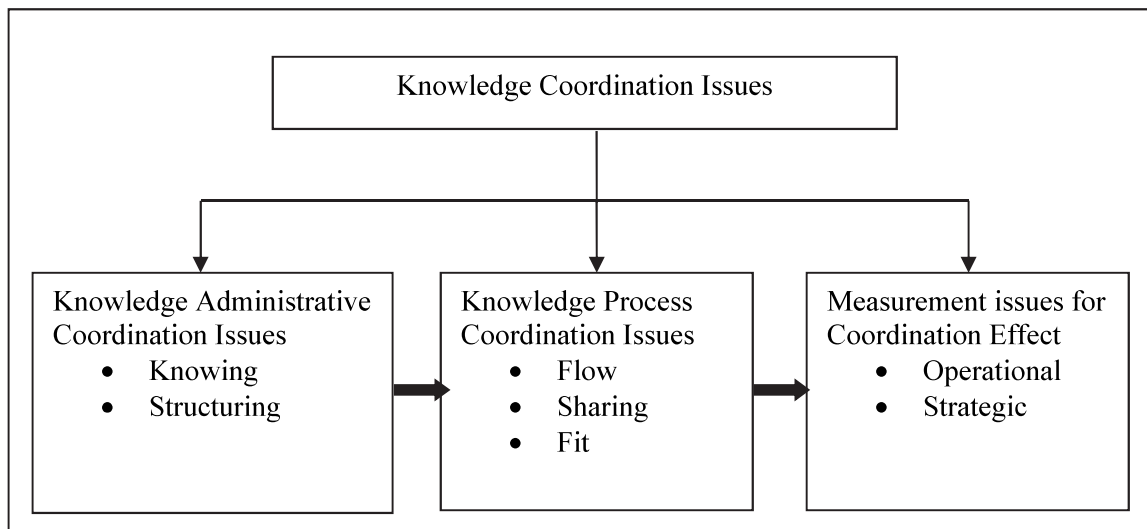 Knowledge Coordination Issues
Knowledge Administrative
Coordination Issues
• Knowing
• Structuring
Knowledge Process
Coordination Issues
• Flow
• Sharing
• Fit
Measurement issues for
Coordination Effect
• Operational
• Strategic